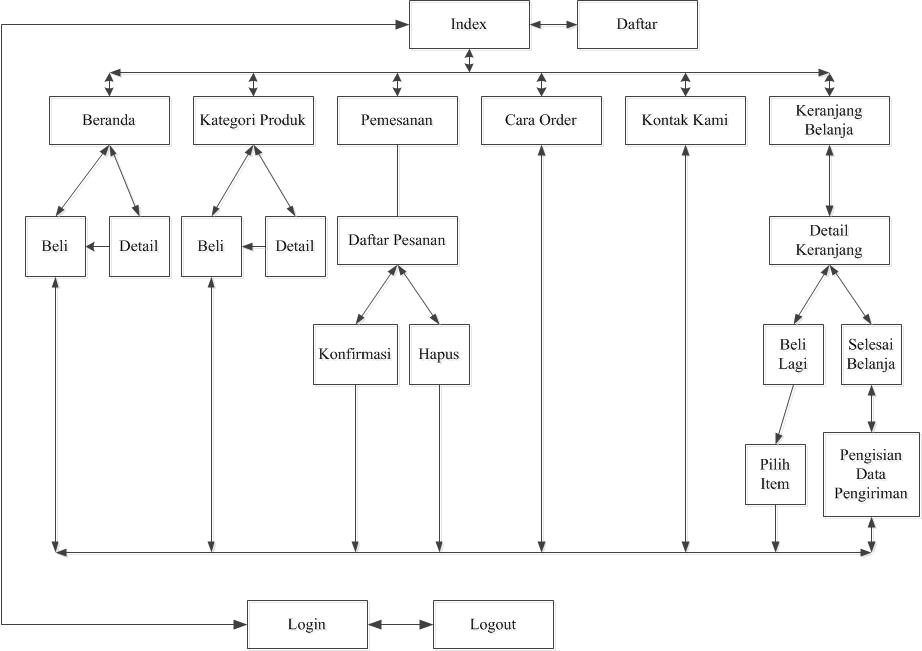 Index
Daftar
Beranda
Kategori Produk
Pemesanan
Cara Order
Kontak Kami
Keranjang
Belanja
Beli
Detail
Beli
Detail
Daftar Pesanan
Detail
Keranjang
Konfirmasi
Hapus
Beli
Lagi
Selesai
Belanja
Pilih
Item
Pengisian
Data
Pengiriman
Login
Logout